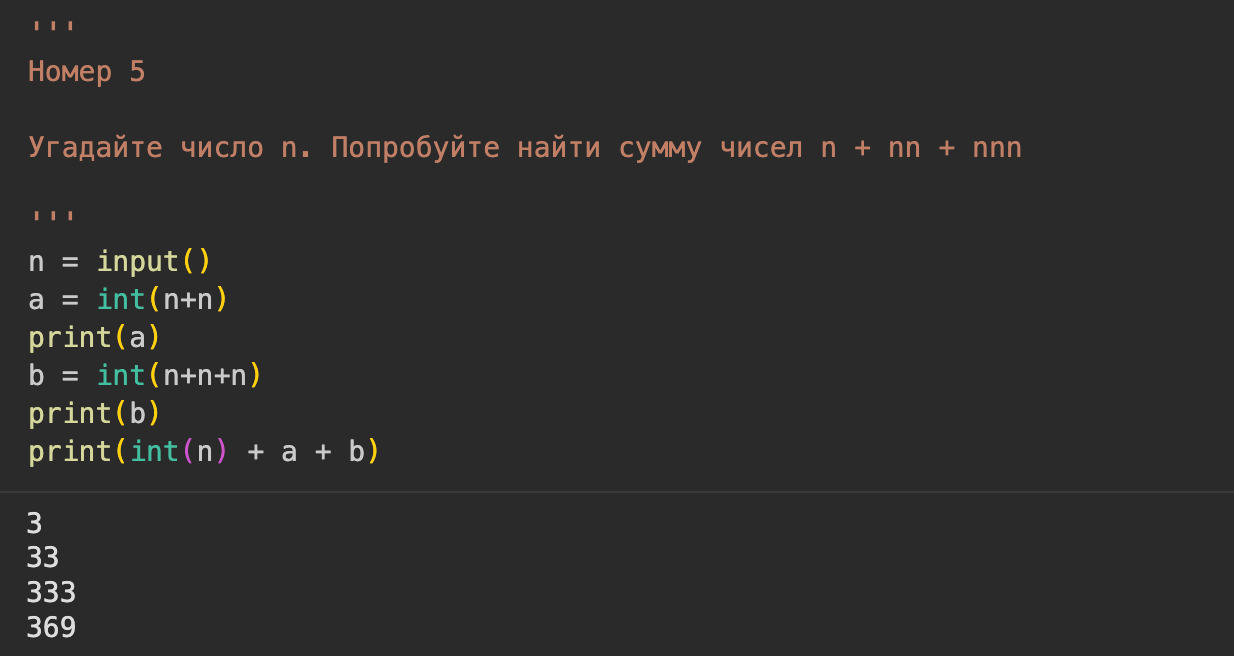 '''
Номер 5
Угадайте число n. Попробуйте найти сумму чисел n + nn + nnn
'''
n = input()
a = int(n+n)
print(a)
b = int(n+n+n)
print(b)
print(int(n) + a + b)
3
33
333
369